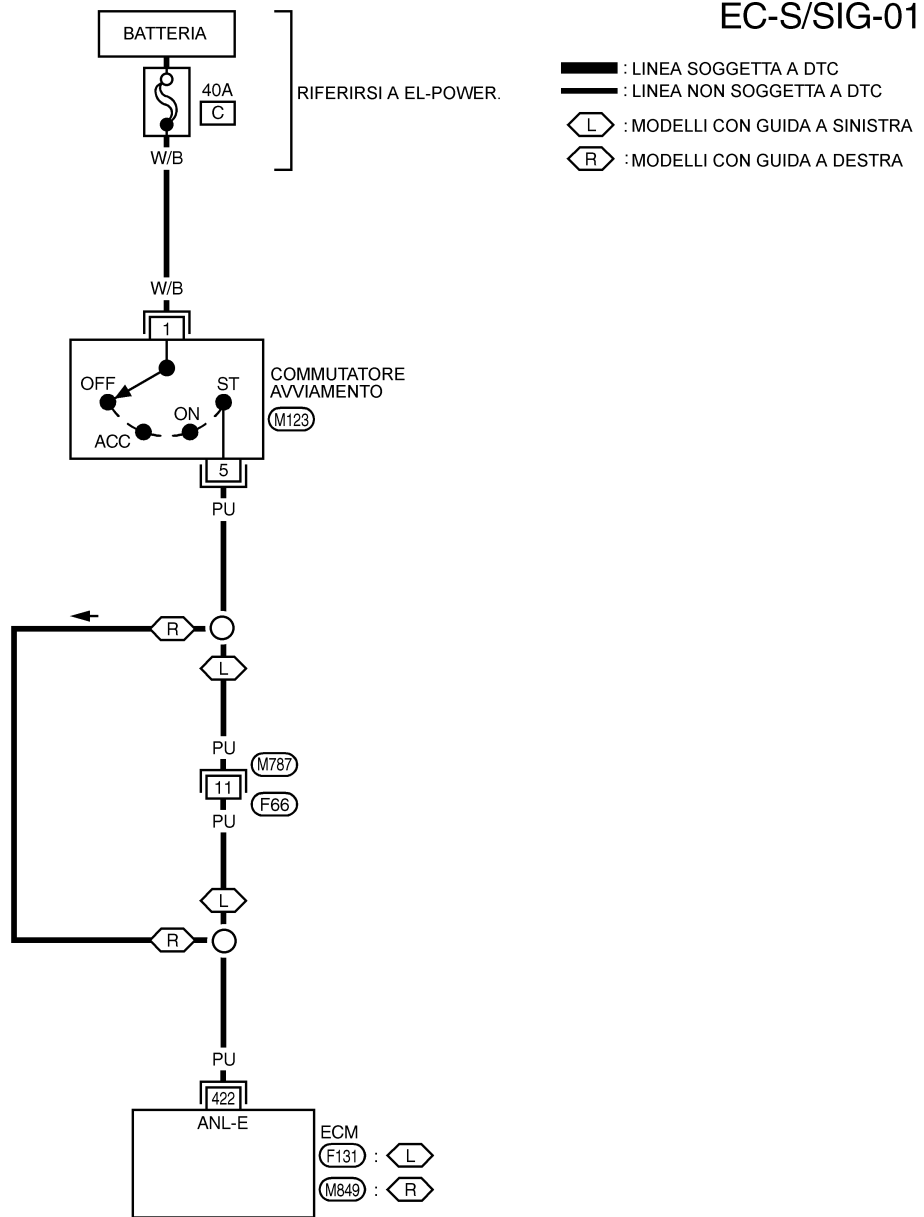 EC-S/SIG-01
BATTERIA
40A
C
RIFERIRSI A EL-POWER.
: LINEA SOGGETTA A DTC
: LINEA NON SOGGETTA A DTC
L : MODELLI CON GUIDA A SINISTRA
R : MODELLI CON GUIDA A DESTRA
W/B
W/B
1
OFF
ST
ON
ACC
COMMUTATORE
AVVIAMENTO
M123
5
PU
R
L
PU
M787
11
F66
PU
L
R
PU
422
ANL-E
ECM
F131 : L
M849 : R